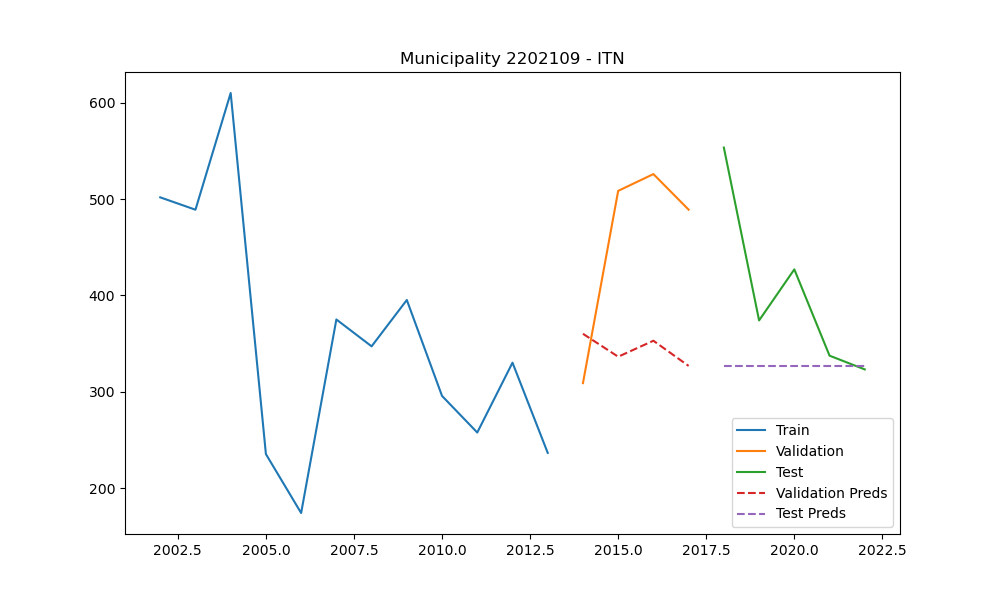 Municipality 2202109 - ITN
600
500
400
300
200
2002.5 2005.0 2007.5 2010.0 2012.5 2015.0 2017.5 2020.0 2022.5
Train
Validation
Test
Validation Preds
Test Preds